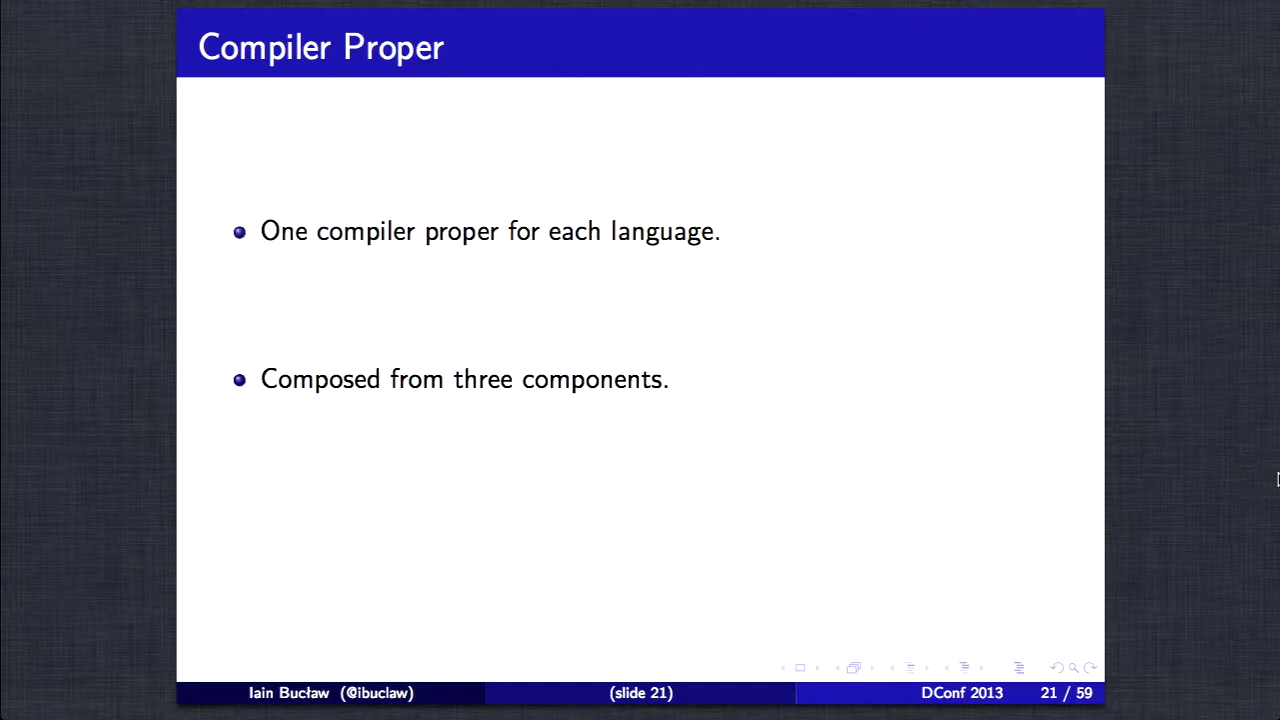 Compiler Proper
One compiler proper for each language.
Composed from three components.
Iain Bucław (@ibuclaw)
(slide 21)
DConf 2013
21 / 59